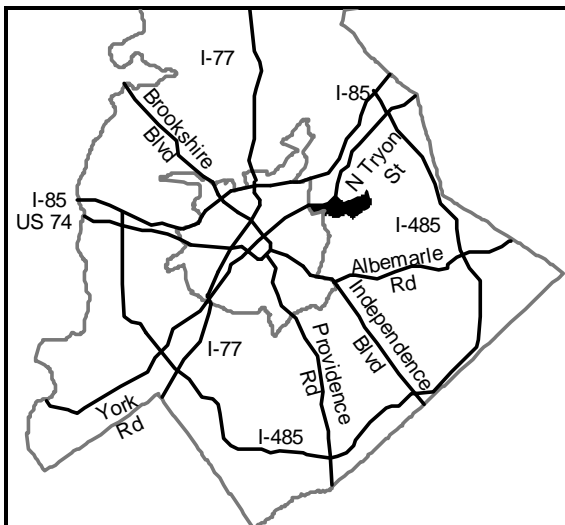 I-77
I-85
Brookshire
Blvd
N Tryon
St
I-85
US 74
I-485
Albemarle
Rd
Independence
Blvd
Providence
Rd
I-77
York
Rd
I-485